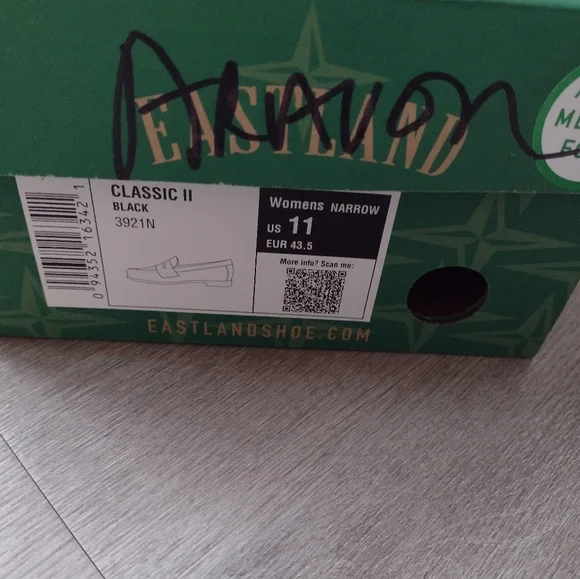 EASTLAND
ARAVON
CLASSIC II
BLACK
3921N
Womens NARROW
US 11
EUR 43.5
More info? Scan me:
0 94352 16342 1
EASTLANDSHOE.COM